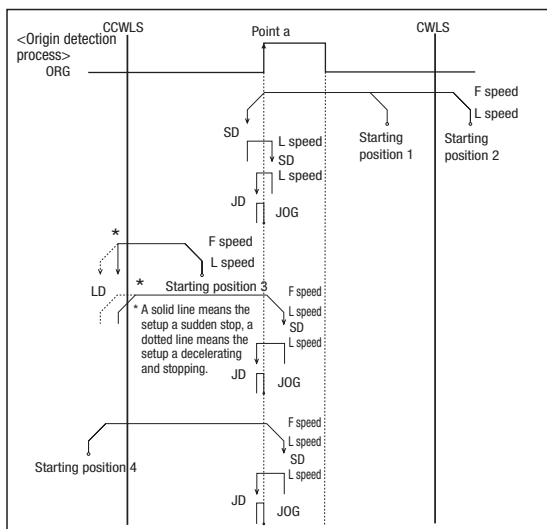 CCWLS
Point a
CWLS
<Origin detection
process>
ORG
F speed
L speed
SD
Starting
position 1
Starting
position 2
L speed
SD
L speed
JD
JOG
*
F speed
L speed
LD
*
Starting position 3
F speed
L speed
SD
* A solid line means the
setup a sudden stop, a
dotted line means the
setup a decelerating
and stopping.
L speed
JD
JOG
F speed
L speed
SD
Starting position 4
L speed
JD
JOG